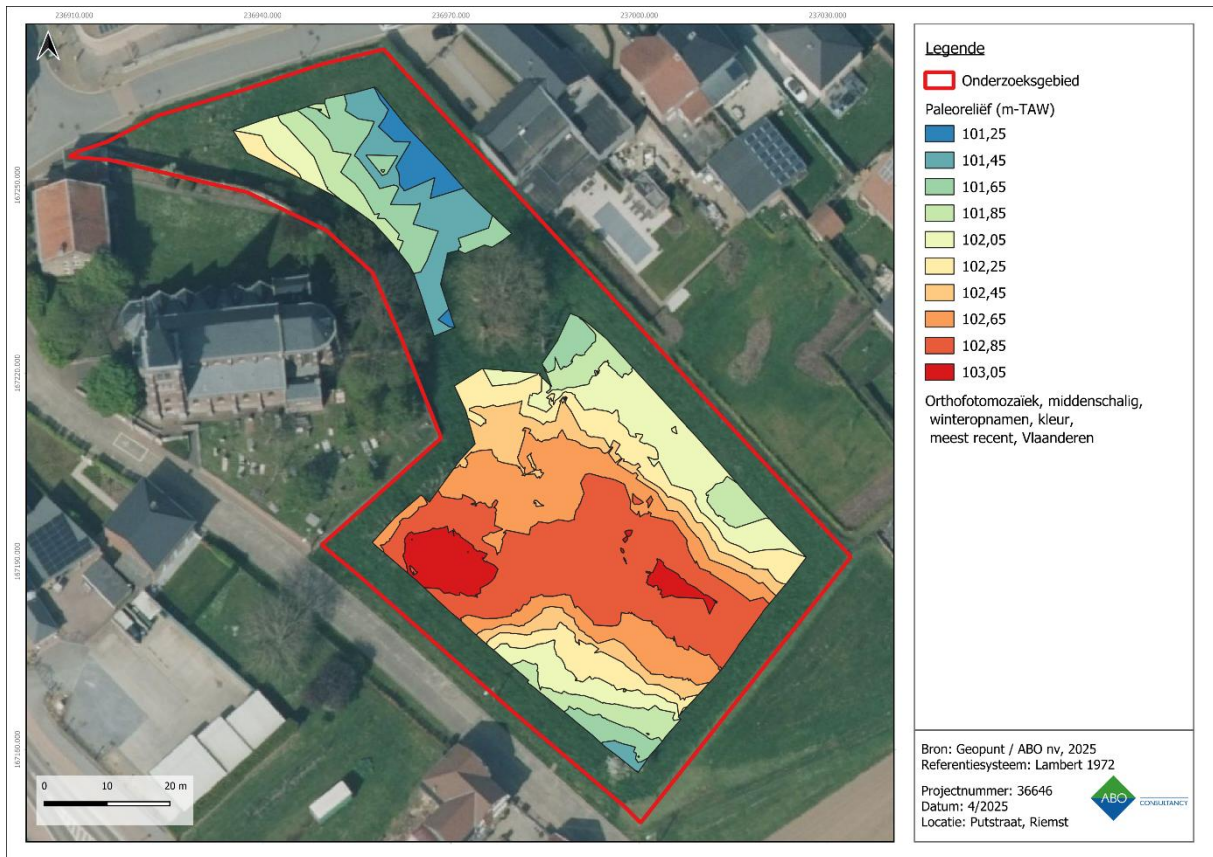 236910.000
236940.000
236970.000
237000.000
237030.000
167250.000
167220.000
167190.000
167160.000
0
10
20 m
Legende
Onderzoeksgebied
Paleoreliëf (m-TAW)
101,25
101,45
101,65
101,85
102,05
102,25
102,45
102,65
102,85
103,05
Orthofotomozaïek, middenschalig,
winteropnamen, kleur,
meest recent, Vlaanderen
Bron: Geopunt / ABO nv, 2025
Referentiesysteem: Lambert 1972
Projectnummer: 36646
Datum: 4/2025
Locatie: Putstraat, Riemst
ABO
CONSULTANCY